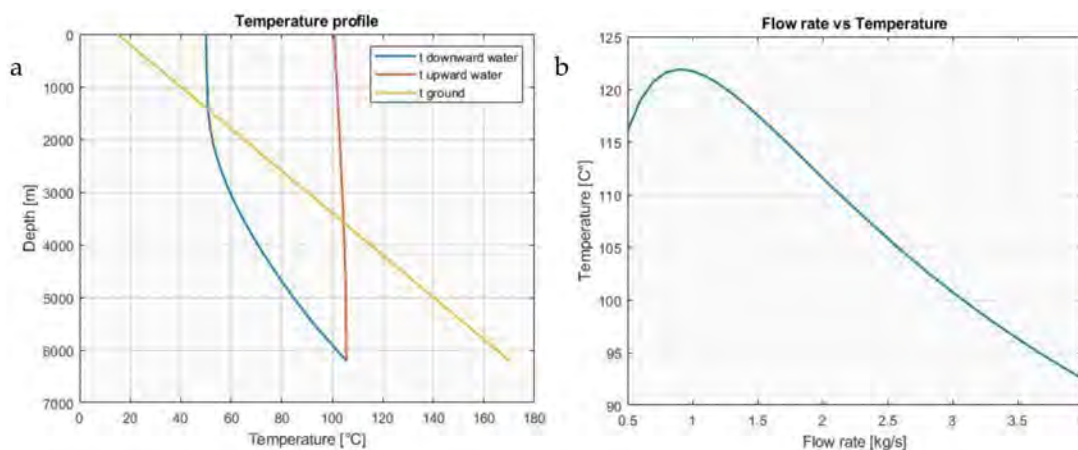 a
Temperature profile
0
1000
2000
3000
4000
5000
6000
7000
Depth [m]
0 20 40 60 80 100 120 140 160 180
Temperature [°C]
t downward water
t upward water
t ground
b
Flow rate vs Temperature
125
120
115
110
105
100
95
90
Temperature [C°]
0.5 1 1.5 2 2.5 3 3.5
Flow rate [kg/s]